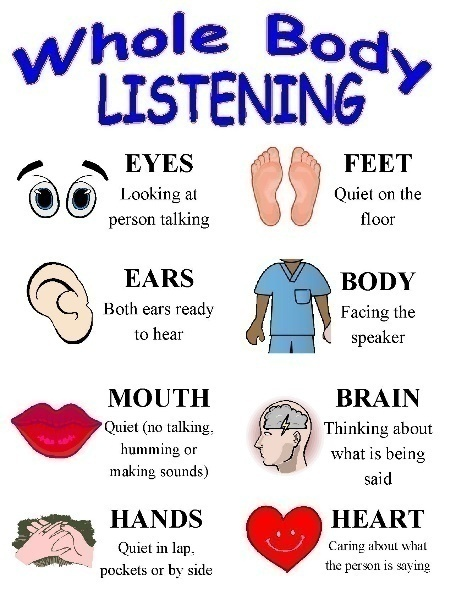 Whole Body
LISTENING
EYES
Looking at
person talking
FEET
Quiet on the
floor
EARS
Both ears ready
to hear
BODY
Facing the
speaker
MOUTH
Quiet (no talking,
humming or
making sounds)
BRAIN
Thinking about
what is being
said
HANDS
Quiet in lap,
pockets or by side
HEART
Caring about what
the person is saying